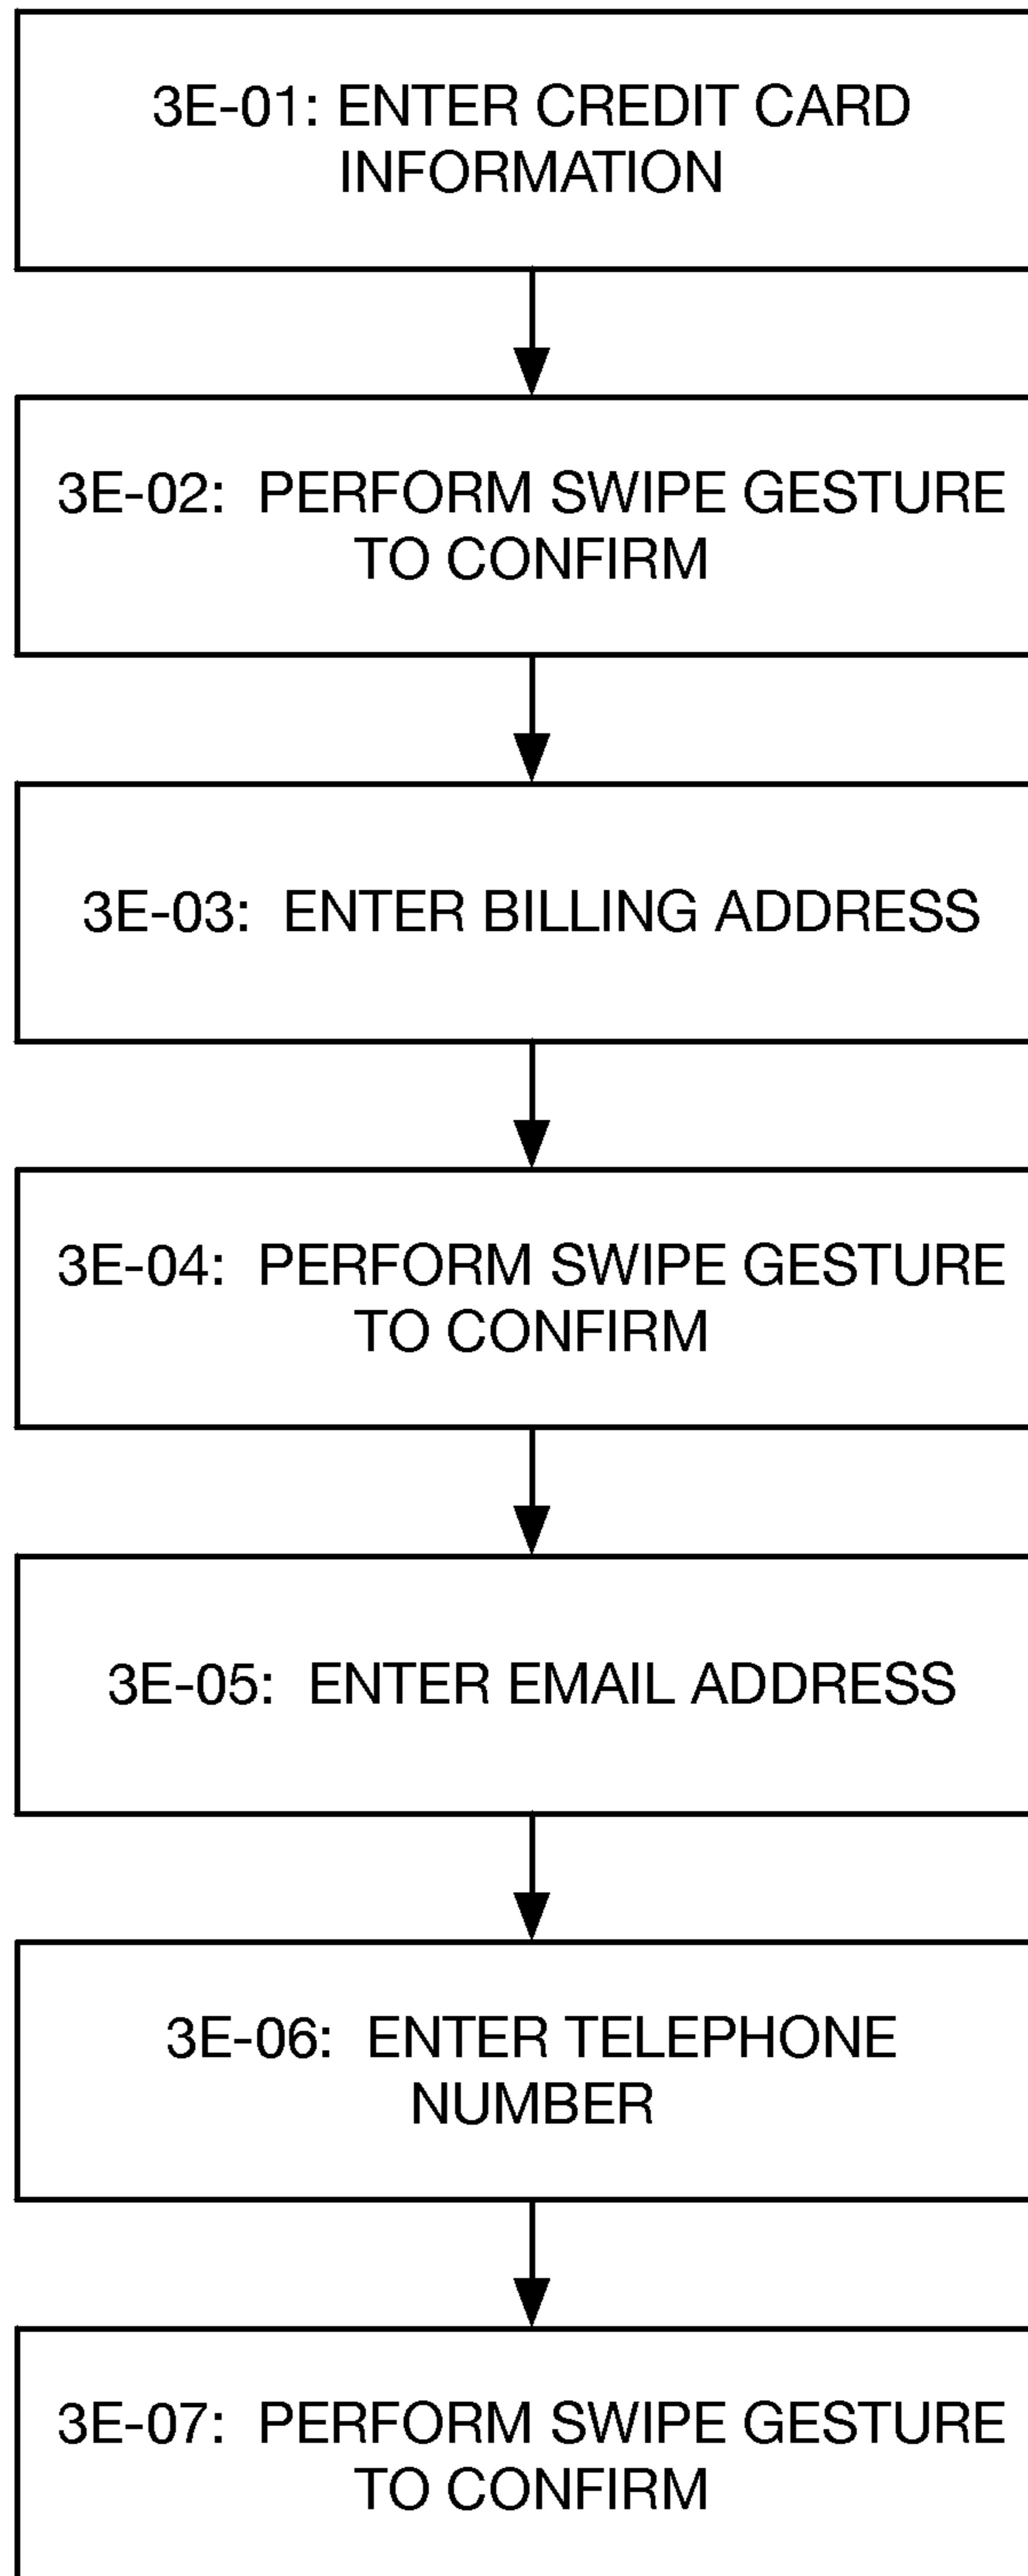 3E-01: ENTER CREDIT CARD
INFORMATION
3E-02: PERFORM SWIPE GESTURE
TO CONFIRM
3E-03: ENTER BILLING ADDRESS
3E-04: PERFORM SWIPE GESTURE
TO CONFIRM
3E-05: ENTER EMAIL ADDRESS
3E-06: ENTER TELEPHONE
NUMBER
3E-07: PERFORM SWIPE GESTURE
TO CONFIRM